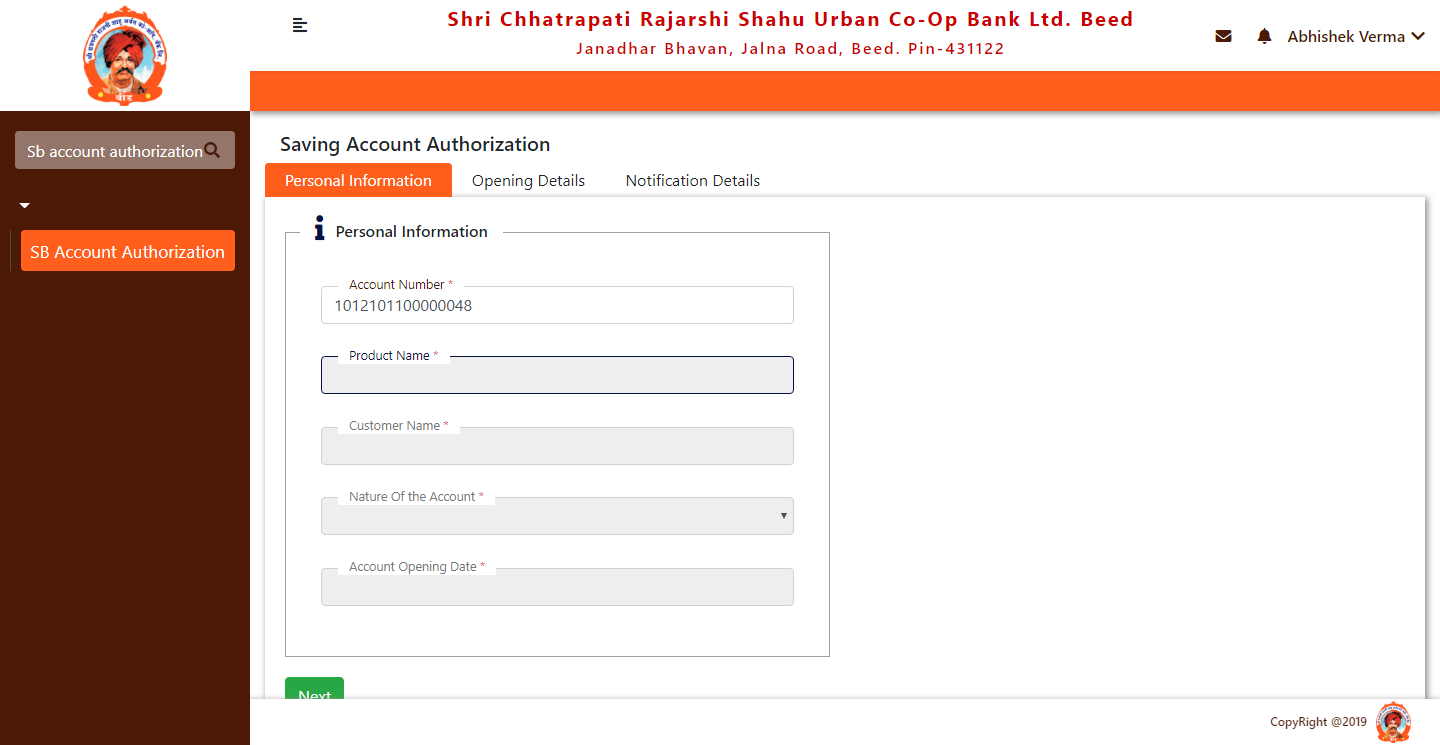 Shri Chhatrapati Rajarshi Shahu Urban Co-Op Bank Ltd. Beed
Janadhar Bhavan, Jalna Road, Beed. Pin-431122
Abhishek Verma
बीड
Sb account authorization
SB Account Authorization
Saving Account Authorization
Personal Information
Opening Details
Notification Details
Personal Information
Account Number *
1012101100000048
Product Name *
Customer Name *
Nature Of the Account *
Account Opening Date *
Next
CopyRight @2019